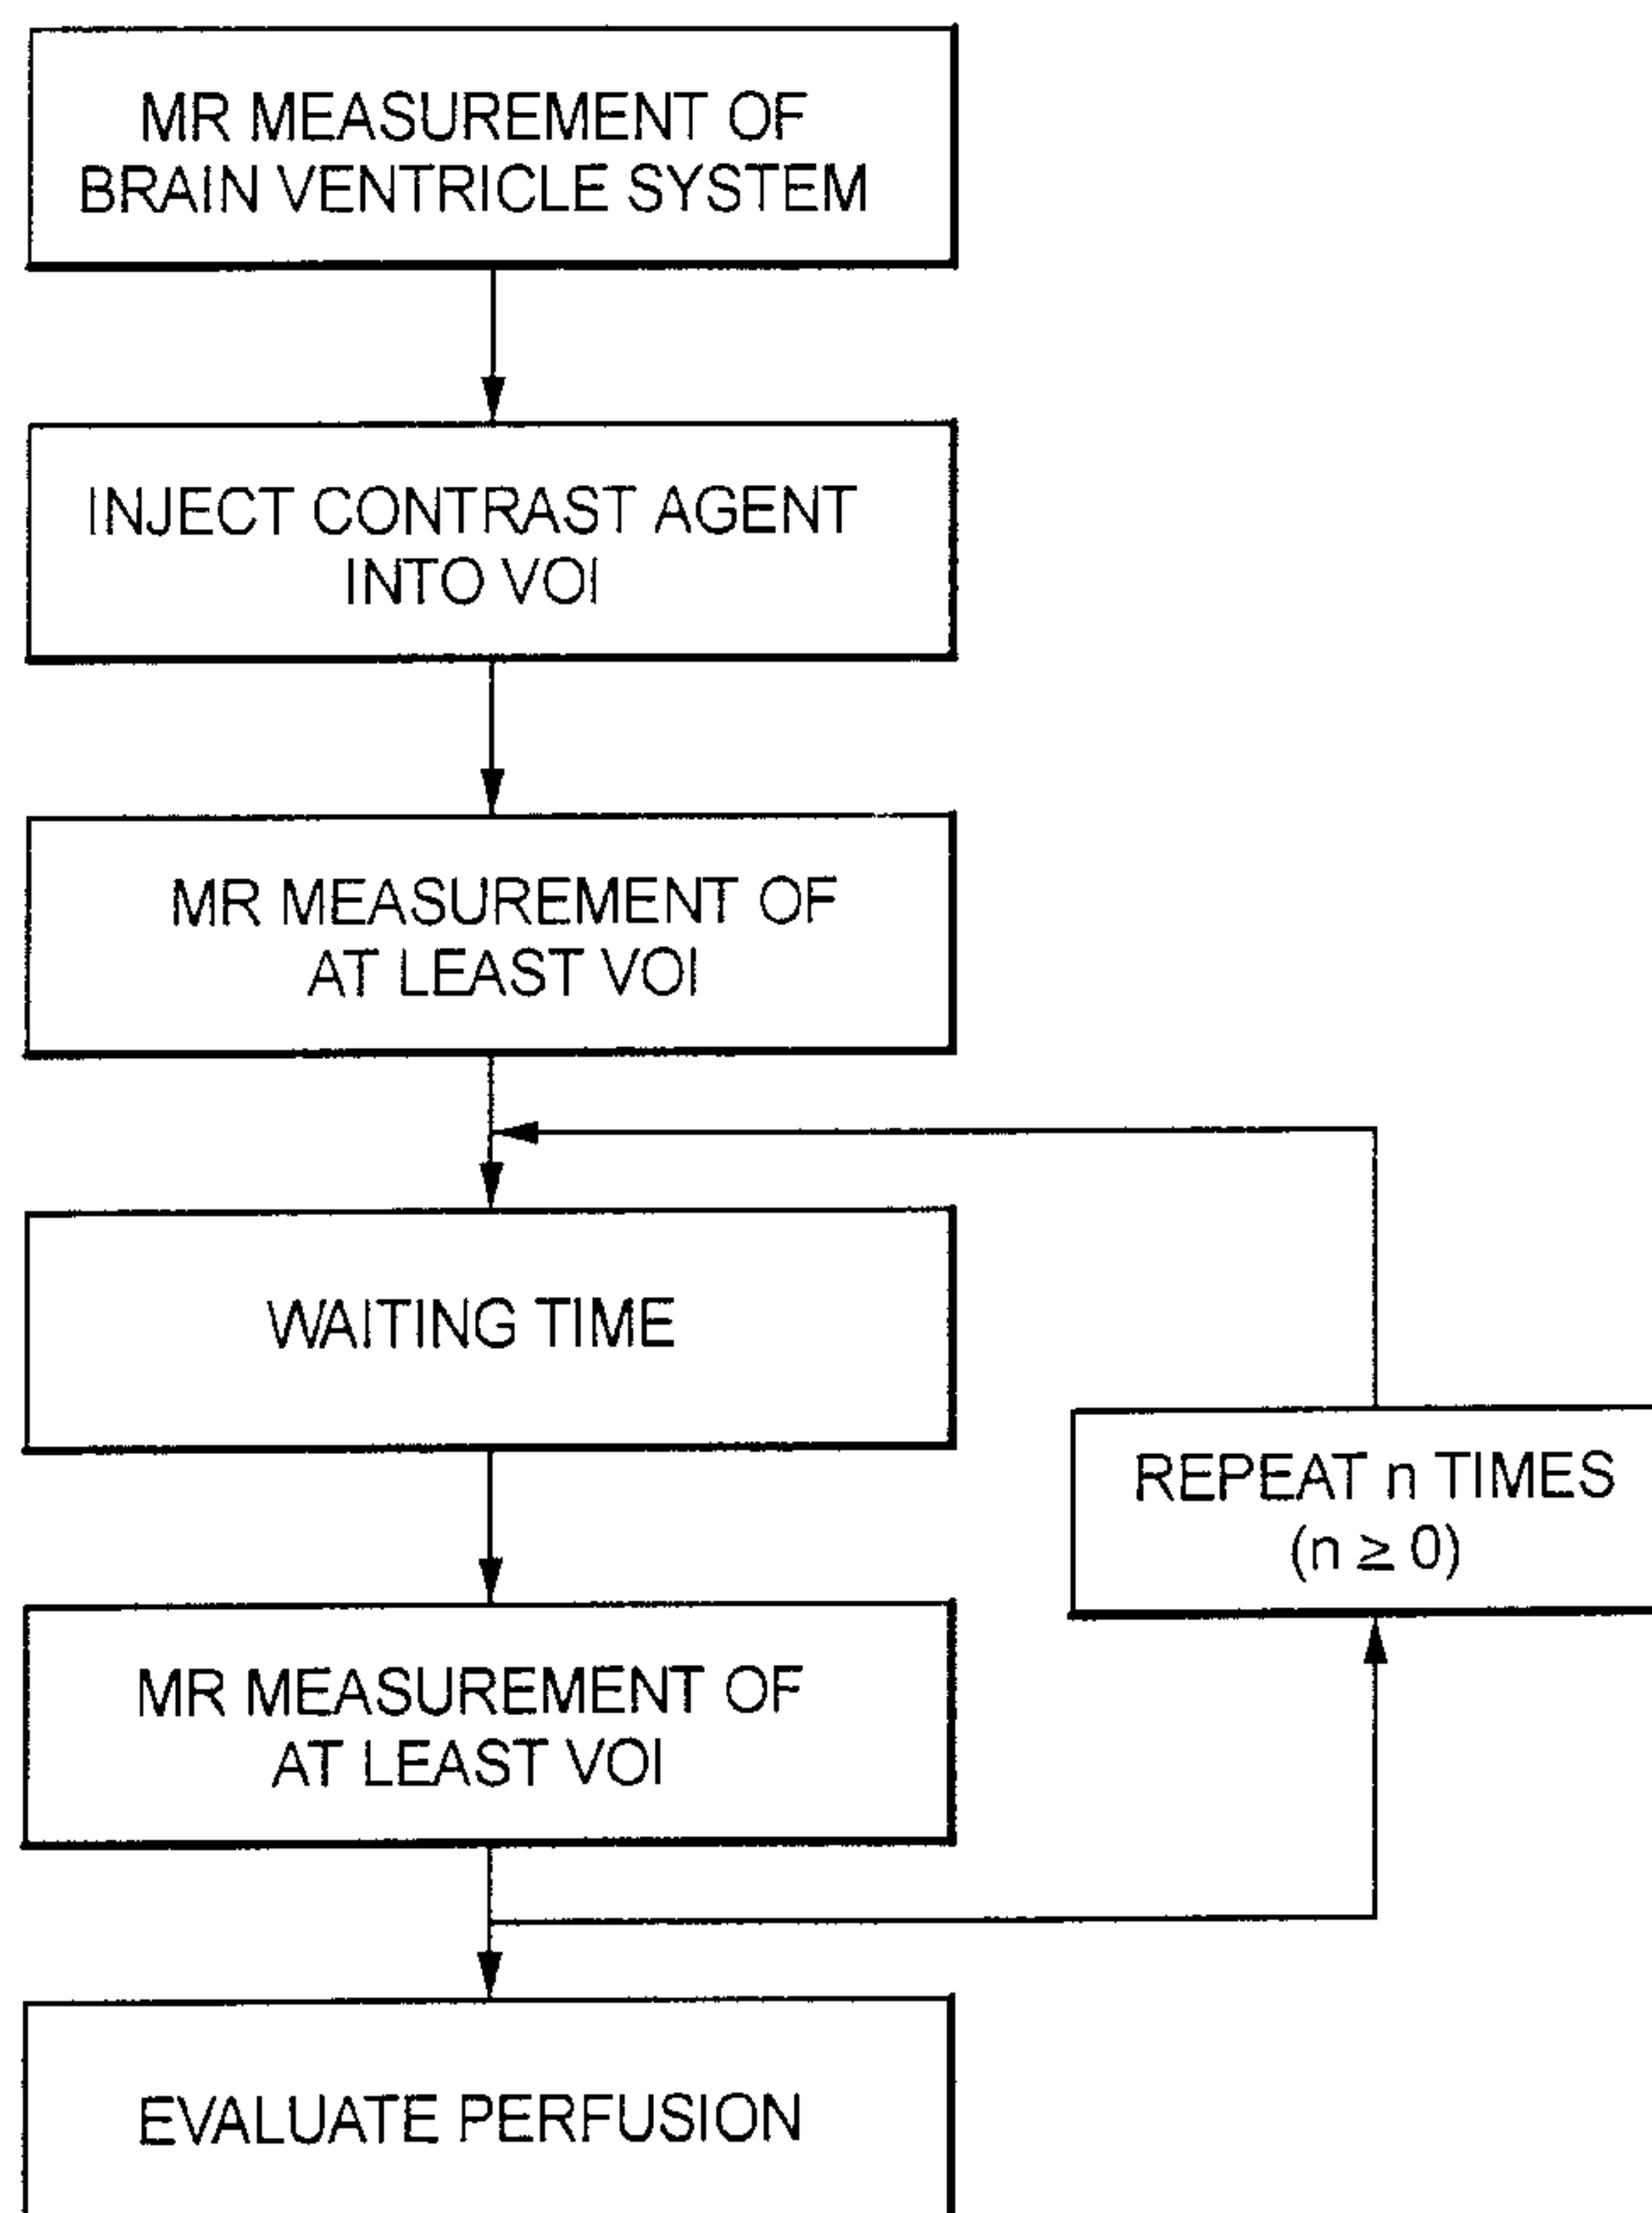 MR MEASUREMENT OF
BRAIN VENTRICLE SYSTEM
INJECT CONTRAST AGENT
INTO VOI
MR MEASUREMENT OF
AT LEAST VOI
WAITING TIME
REPEAT n TIMES
(n ≥ 0)
MR MEASUREMENT OF
AT LEAST VOI
EVALUATE PERFUSION